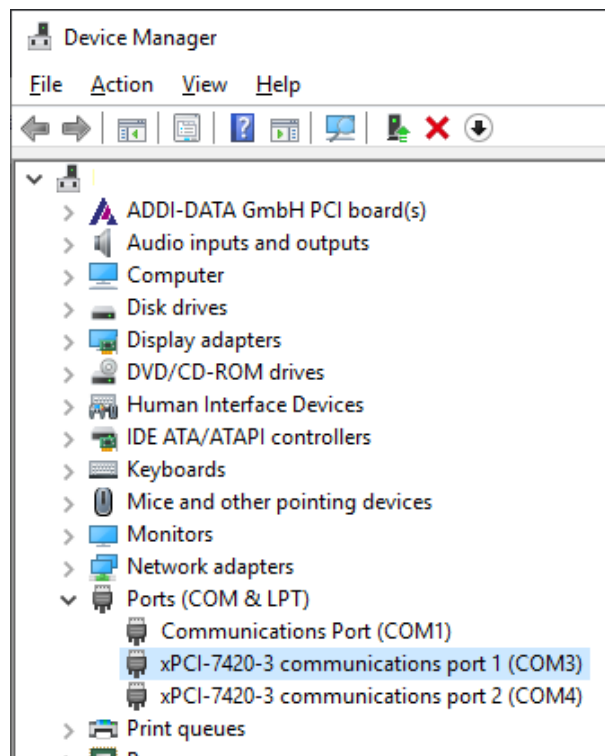 Device Manager
File Action View Help
ADDI-DATA GmbH PCI board(s)
Audio inputs and outputs
Computer
Disk drives
Display adapters
DVD/CD-ROM drives
Human Interface Devices
IDE ATA/ATAPI controllers
Keyboards
Mice and other pointing devices
Monitors
Network adapters
Ports (COM & LPT)
Communications Port (COM1)
xPCI-7420-3 communications port 1 (COM3)
xPCI-7420-3 communications port 2 (COM4)
Print queues